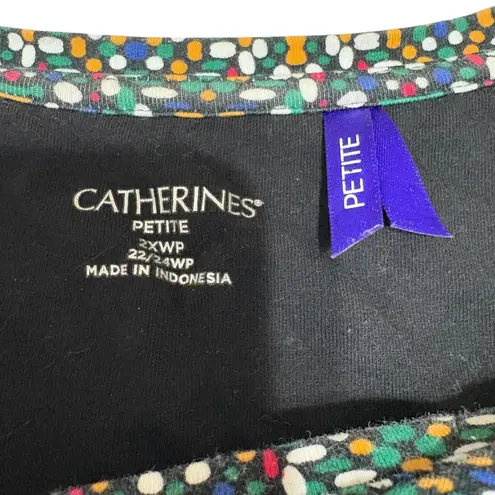 CATHERINES®
PETITE
2XWP
22/24WP
MADE IN INDONESIA
PETITE